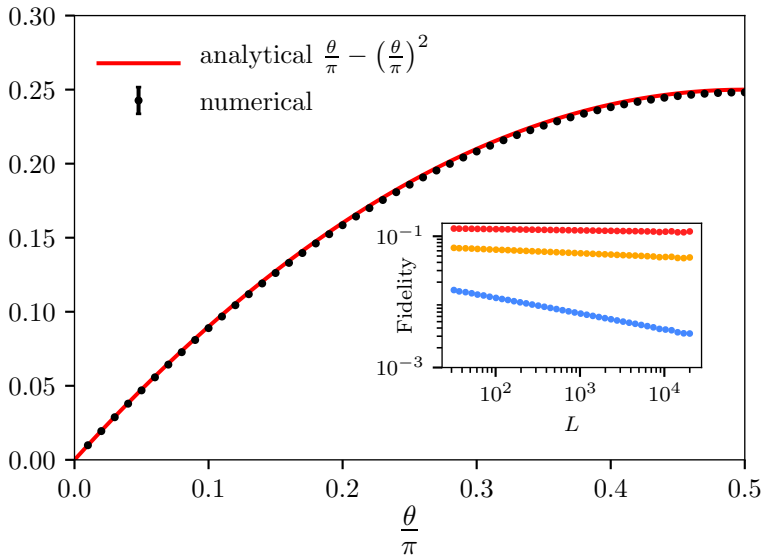 0.30
0.25
0.20
0.15
0.10
0.05
0.00
analytical θ/π − (θ/π)²
numerical
Fidelity
10⁻¹
10⁻³
10² 10³ 10⁴
L
0.0 0.1 0.2 0.3 0.4 0.5
θ/π